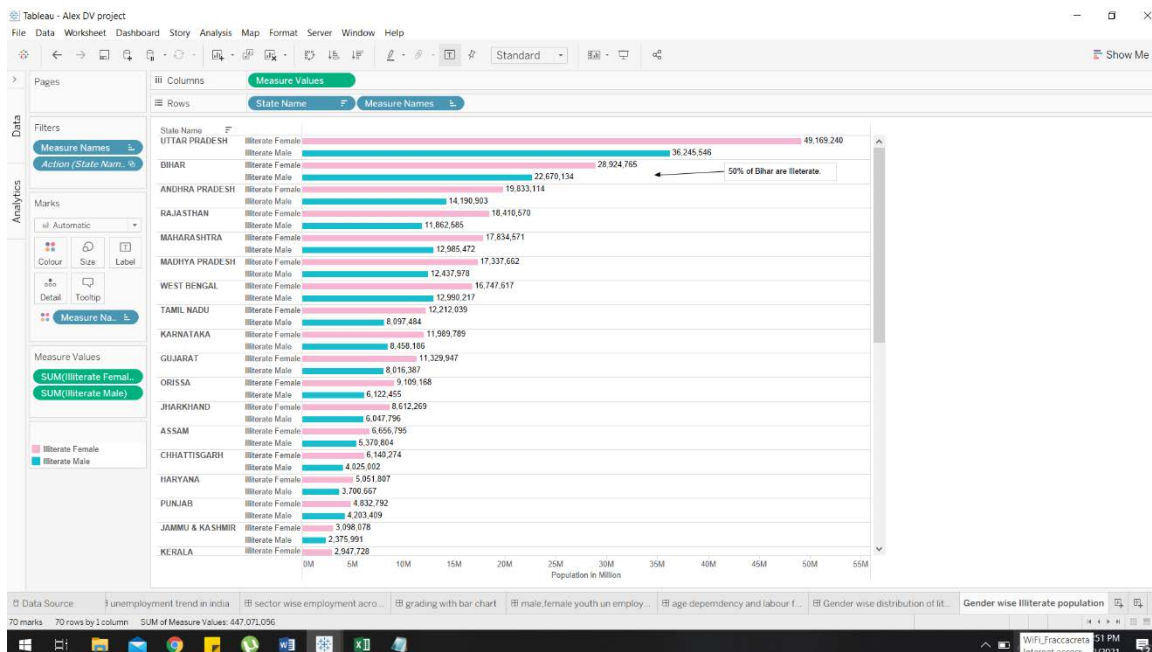 Tableau - Alex DV project
File Data Worksheet Dashboard Story Analysis Map Format Server Window Help
Standard
Show Me
Data
Analytics
Pages
Filters
Measure Names
Action (State Nam..
Marks
Automatic
Colour Size Label
Detail Tooltip
Measure Na..
Measure Values
SUM(Illiterate Femal..
SUM(Illiterate Male)
Illiterate Female
Illiterate Male
Columns Measure Values
Rows State Name Measure Names
State Name
UTTAR PRADESH Illiterate Female 49,169,240
Illiterate Male 36,245,546
BIHAR Illiterate Female 28,924,765
50% of Bihar are Illeterate.
Illiterate Male 22,670,134
ANDHRA PRADESH Illiterate Female 19,833,114
Illiterate Male 14,190,903
RAJASTHAN Illiterate Female 18,410,570
Illiterate Male 11,862,585
MAHARASHTRA Illiterate Female 17,834,571
Illiterate Male 12,985,472
MADHYA PRADESH Illiterate Female 17,337,662
Illiterate Male 12,437,978
WEST BENGAL Illiterate Female 16,747,617
Illiterate Male 12,990,217
TAMIL NADU Illiterate Female 12,212,039
Illiterate Male 8,097,484
KARNATAKA Illiterate Female 11,989,789
Illiterate Male 8,458,186
GUJARAT Illiterate Female 11,329,947
Illiterate Male 8,016,387
ORISSA Illiterate Female 9,109,168
Illiterate Male 6,122,455
JHARKHAND Illiterate Female 8,612,269
Illiterate Male 6,047,796
ASSAM Illiterate Female 6,656,795
Illiterate Male 5,370,804
CHHATTISGARH Illiterate Female 6,140,274
Illiterate Male 4,025,002
HARYANA Illiterate Female 5,051,807
Illiterate Male 3,700,667
PUNJAB Illiterate Female 4,832,792
Illiterate Male 4,203,409
JAMMU & KASHMIR Illiterate Female 3,098,078
Illiterate Male 2,375,991
KERALA Illiterate Female 2,947,728
0M 5M 10M 15M 20M 25M 30M 35M 40M 45M 50M 55M
Population in Million
Data Source unemployment trend in india sector wise employment acro... grading with bar chart male,female youth un employ... age depemdency and labour f... Gender wise distribution of lit... Gender wise Illiterate population
70 marks 70 rows by 1 column SUM of Measure Values: 447,071,056
WiFi_Fraccacreta :51 PM
Internet access